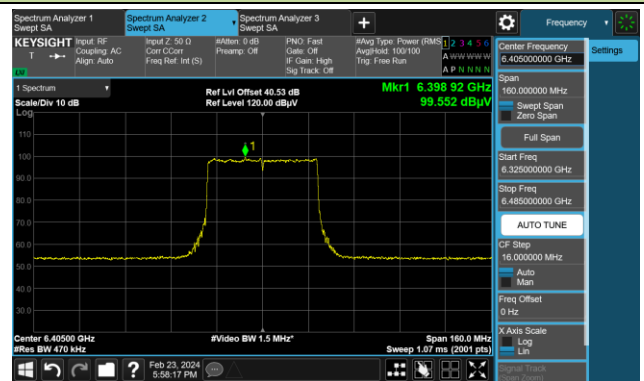 Spectrum Analyzer 1
Swept SA
Spectrum Analyzer 2
Swept SA
Spectrum Analyzer 3
Swept SA
+
Frequency
KEYSIGHT
Input: RF
Coupling: AC
Align: Auto
Input Z: 50 Ω
Corr CCorr
Freq Ref: Int (S)
#Atten: 0 dB
Preamp: Off
PNO: Fast
Gate: Off
IF Gain: High
Sig Track: Off
#Avg Type: Power (RMS)
Avg|Hold: 100/100
Trig: Free Run
1 2 3 4 5 6
A W W W W W
A P N N N N
LW
1 Spectrum
Scale/Div 10 dB
Log
Ref Lvl Offset 40.53 dB
Ref Level 120.00 dBµV
Mkr1 6.398 92 GHz
99.552 dBµV
1
110
100
90.0
80.0
70.0
60.0
50.0
40.0
30.0
Center 6.40500 GHz
#Res BW 470 kHz
#Video BW 1.5 MHz*
Span 160.0 MHz
Sweep 1.07 ms (2001 pts)
Feb 23, 2024
5:58:17 PM
Center Frequency
6.405000000 GHz
Settings
Span
160.000000 MHz
Swept Span
Zero Span
Full Span
Start Freq
6.325000000 GHz
Stop Freq
6.485000000 GHz
AUTO TUNE
CF Step
16.000000 MHz
Auto
Man
Freq Offset
0 Hz
X Axis Scale
Log
Lin
Signal Track
(Span Zoom)